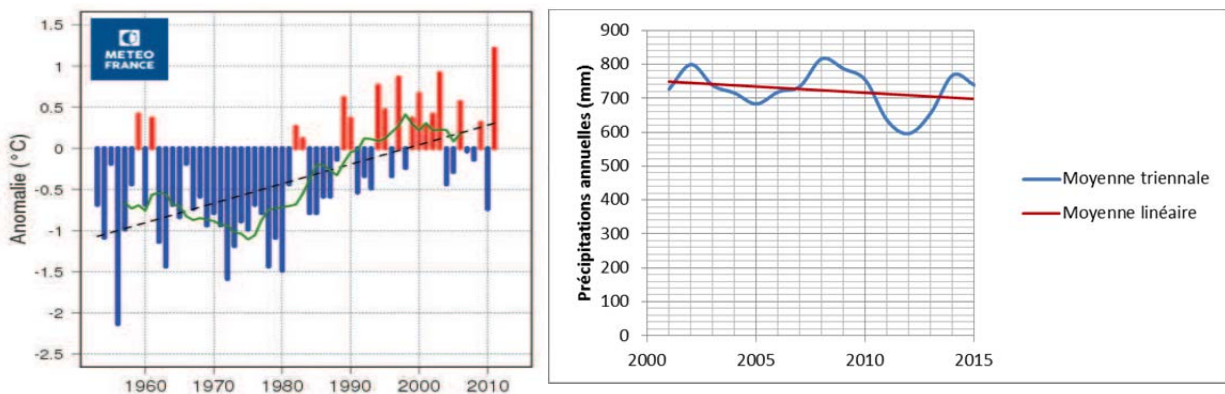 METEO
FRANCE
Anomalie (°C)
1.5
1
0.5
0
-0.5
-1
-1.5
-2
-2.5
1960 1970 1980 1990 2000 2010
Précipitations annuelles (mm)
900
800
700
600
500
400
300
200
100
0
2000 2005 2010 2015
Moyenne triennale
Moyenne linéaire